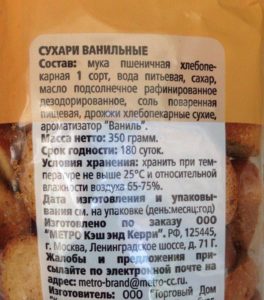 СУХАРИ ВАНИЛЬНЫЕ
Состав: мука пшеничная хлебопе-
карная 1 сорт, вода питьевая, сахар,
масло подсолнечное рафинированное
дезодорированное, соль поваренная
пищевая, дрожжи хлебопекарные сухие,
ароматизатор "Ваниль".
Масса нетто: 350 грамм.
Срок годности: 180 суток.
Условия хранения: хранить при тем-
пературе не выше 25°С и относительной
влажности воздуха 65-75%.
Дата изготовления и упаковы-
вания см. на упаковке (день:месяц:год)
Изготовлено по заказу ООО
"МЕТРО Кэш энд Керри". РФ, 125445,
г. Москва, Ленинградское шоссе, д. 71 Г.
Жалобы и предложения при-
сылайте по электронной почте на
адрес: metro-brand@metro-cc.ru.
Изготовитель: ООО "Торговый Дом